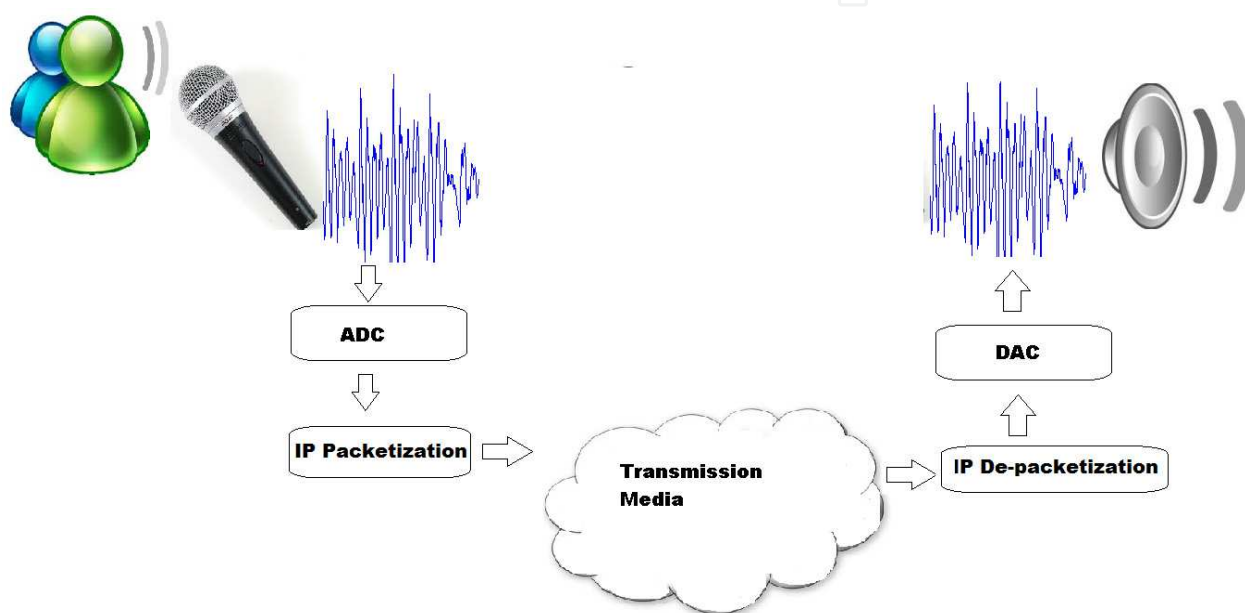 ADC
IP Packetization
Transmission
Media
IP De-packetization
DAC